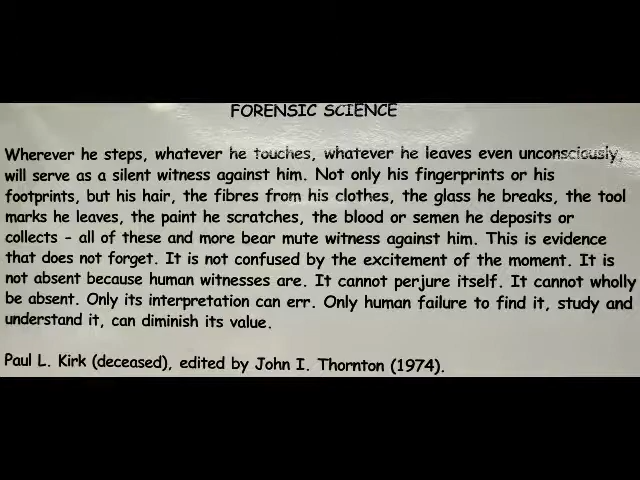 FORENSIC SCIENCE
Wherever he steps, whatever he touches, whatever he leaves even unconsciously,
will serve as a silent witness against him. Not only his fingerprints or his
footprints, but his hair, the fibres from his clothes, the glass he breaks, the tool
marks he leaves, the paint he scratches, the blood or semen he deposits or
collects - all of these and more bear mute witness against him. This is evidence
that does not forget. It is not confused by the excitement of the moment. It is
not absent because human witnesses are. It cannot perjure itself. It cannot wholly
be absent. Only its interpretation can err. Only human failure to find it, study and
understand it, can diminish its value.
Paul L. Kirk (deceased), edited by John I. Thornton (1974).